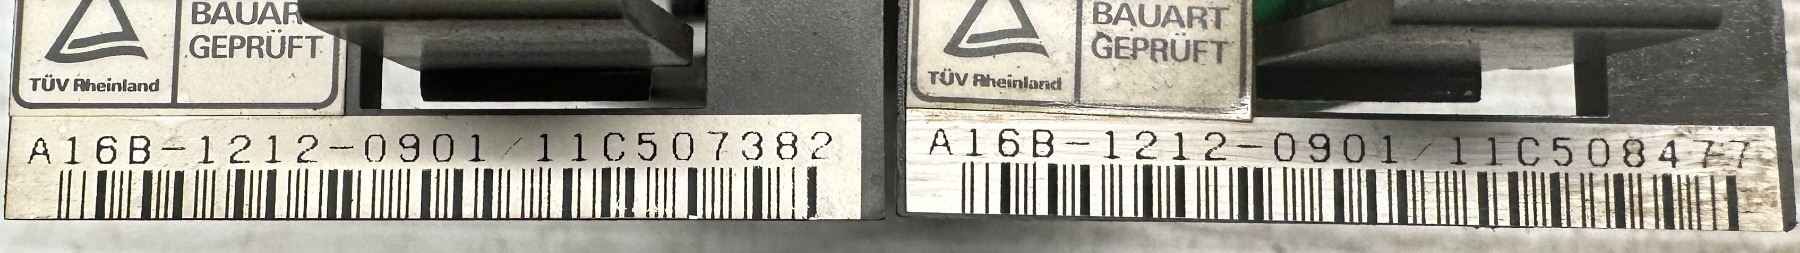 BAUART
GEPRÜFT
TÜV Rheinland
A16B-1212-0901/11C507382
BAUART
GEPRÜFT
TÜV Rheinland
A16B-1212-0901/11C508477